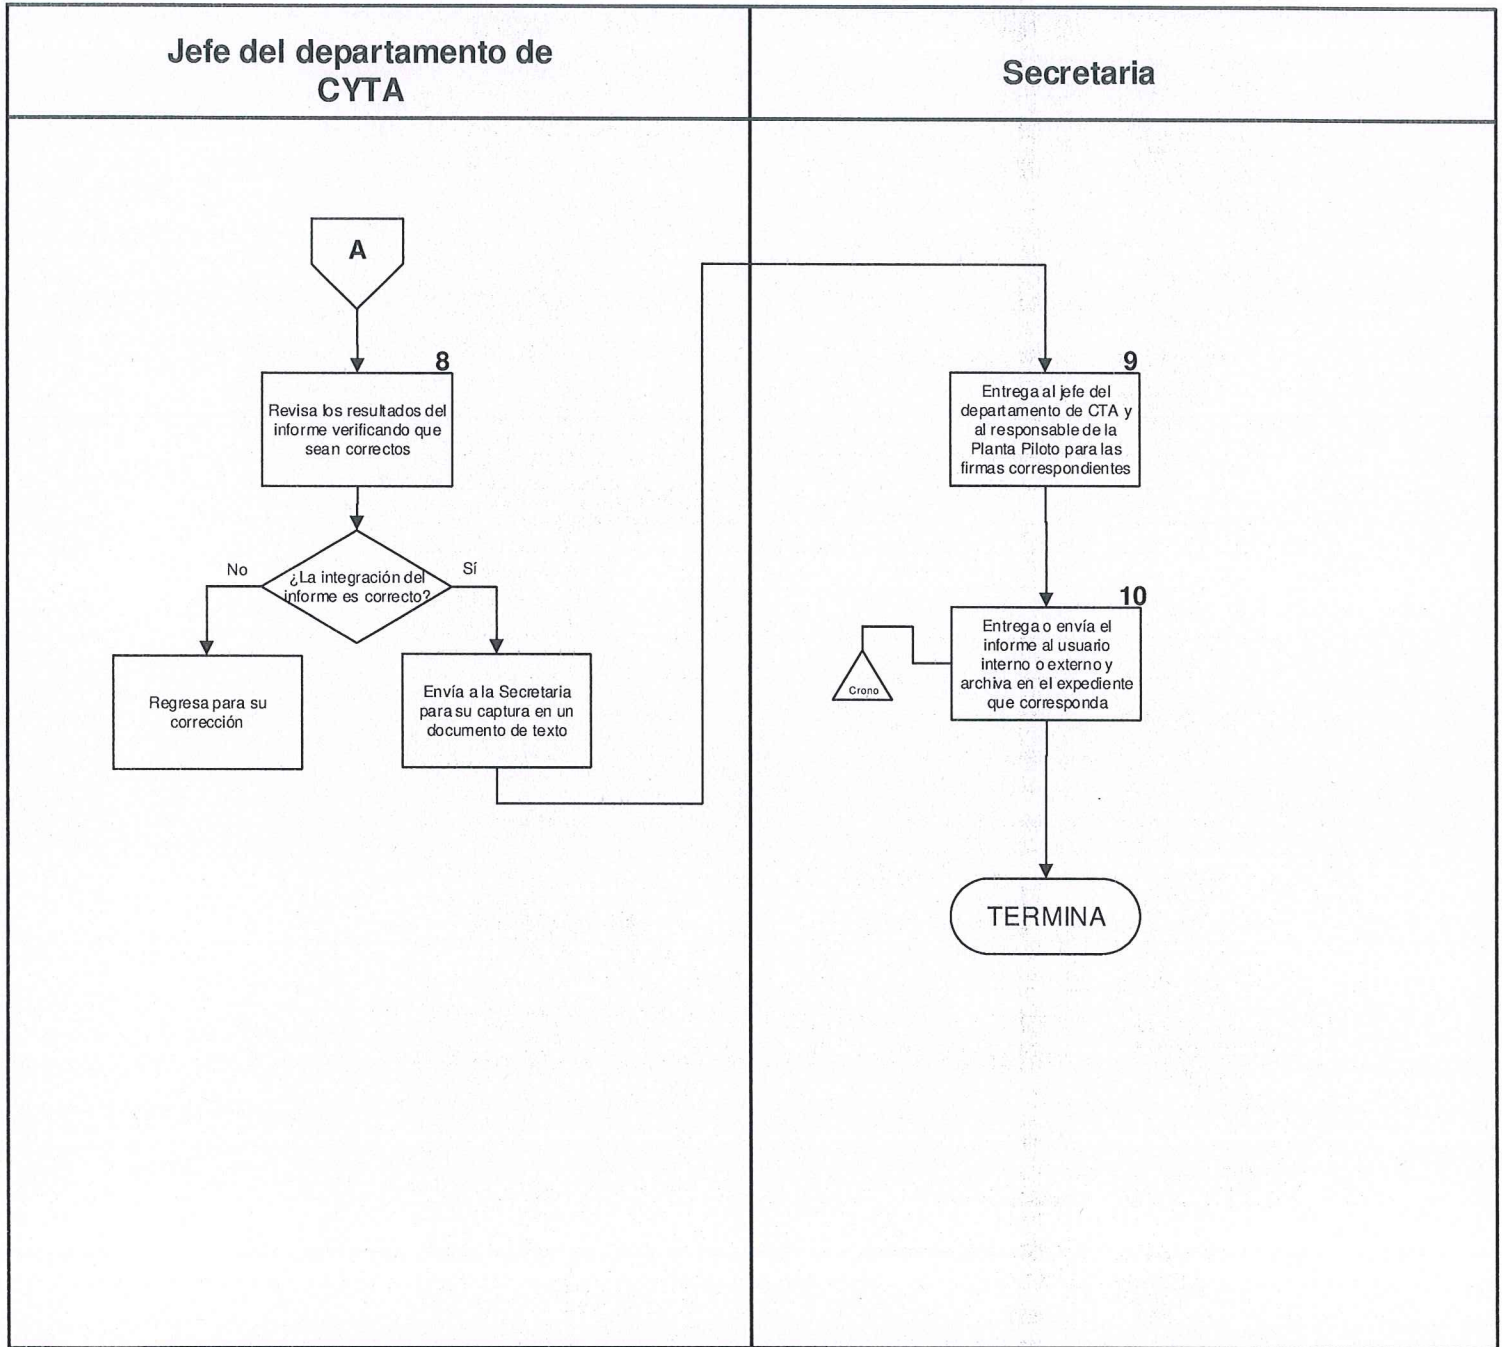 Jefe del departamento de
CYTA
Secretaria
A
8
Revisa los resultados del
informe verificando que
sean correctos
¿La integración del
informe es correcto?
No
Sí
Regresa para su
corrección
Envía a la Secretaria
para su captura en un
documento de texto
9
Entrega al jefe del
departamento de CTA y
al responsable de la
Planta Piloto para las
firmas correspondientes
10
Entrega o envía el
informe al usuario
interno o externo y
archiva en el expediente
que corresponda
Crono
TERMINA